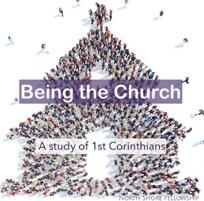 Being the Church
A study of 1st Corinthians
North Shore Fellowship